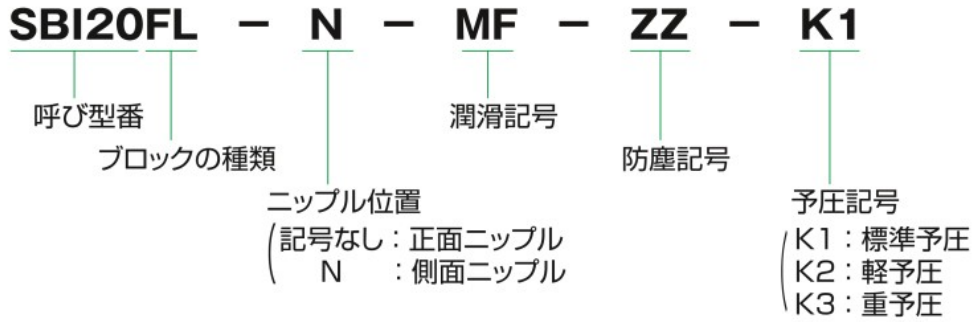 SBI20FL － N － MF － ZZ － K1
呼び型番
潤滑記号
ブロックの種類
防塵記号
ニップル位置
予圧記号
記号なし：正面ニップル
N ：側面ニップル
K1：標準予圧
K2：軽予圧
K3：重予圧